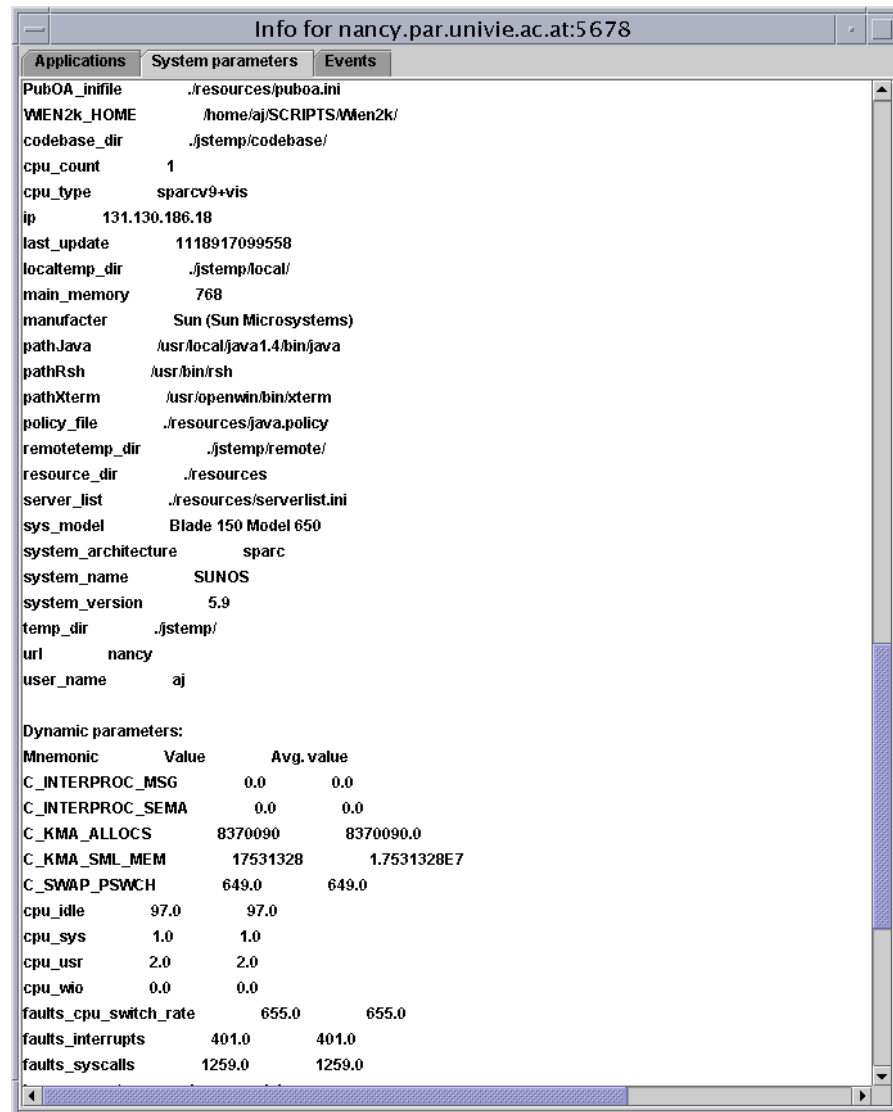 Info for nancy.par.univie.ac.at:5678
Applications System parameters Events
PubOA_inifile ./resources/puboa.ini
WIEN2k_HOME /home/aj/SCRIPTS/Wien2k/
codebase_dir ./jstemp/codebase/
cpu_count 1
cpu_type sparcv9+vis
ip 131.130.186.18
last_update 1118917099558
localtemp_dir ./jstemp/local/
main_memory 768
manufacter Sun (Sun Microsystems)
pathJava /usr/local/java1.4/bin/java
pathRsh /usr/bin/rsh
pathXterm /usr/openwin/bin/xterm
policy_file ./resources/java.policy
remotetemp_dir ./jstemp/remote/
resource_dir ./resources
server_list ./resources/serverlist.ini
sys_model Blade 150 Model 650
system_architecture sparc
system_name SUNOS
system_version 5.9
temp_dir ./jstemp/
url nancy
user_name aj
Dynamic parameters:
Mnemonic Value Avg. value
C_INTERPROC_MSG 0.0 0.0
C_INTERPROC_SEMA 0.0 0.0
C_KMA_ALLOCS 8370090 8370090.0
C_KMA_SML_MEM 17531328 1.7531328E7
C_SWAP_PSWCH 649.0 649.0
cpu_idle 97.0 97.0
cpu_sys 1.0 1.0
cpu_usr 2.0 2.0
cpu_wio 0.0 0.0
faults_cpu_switch_rate 655.0 655.0
faults_interrupts 401.0 401.0
faults_syscalls 1259.0 1259.0